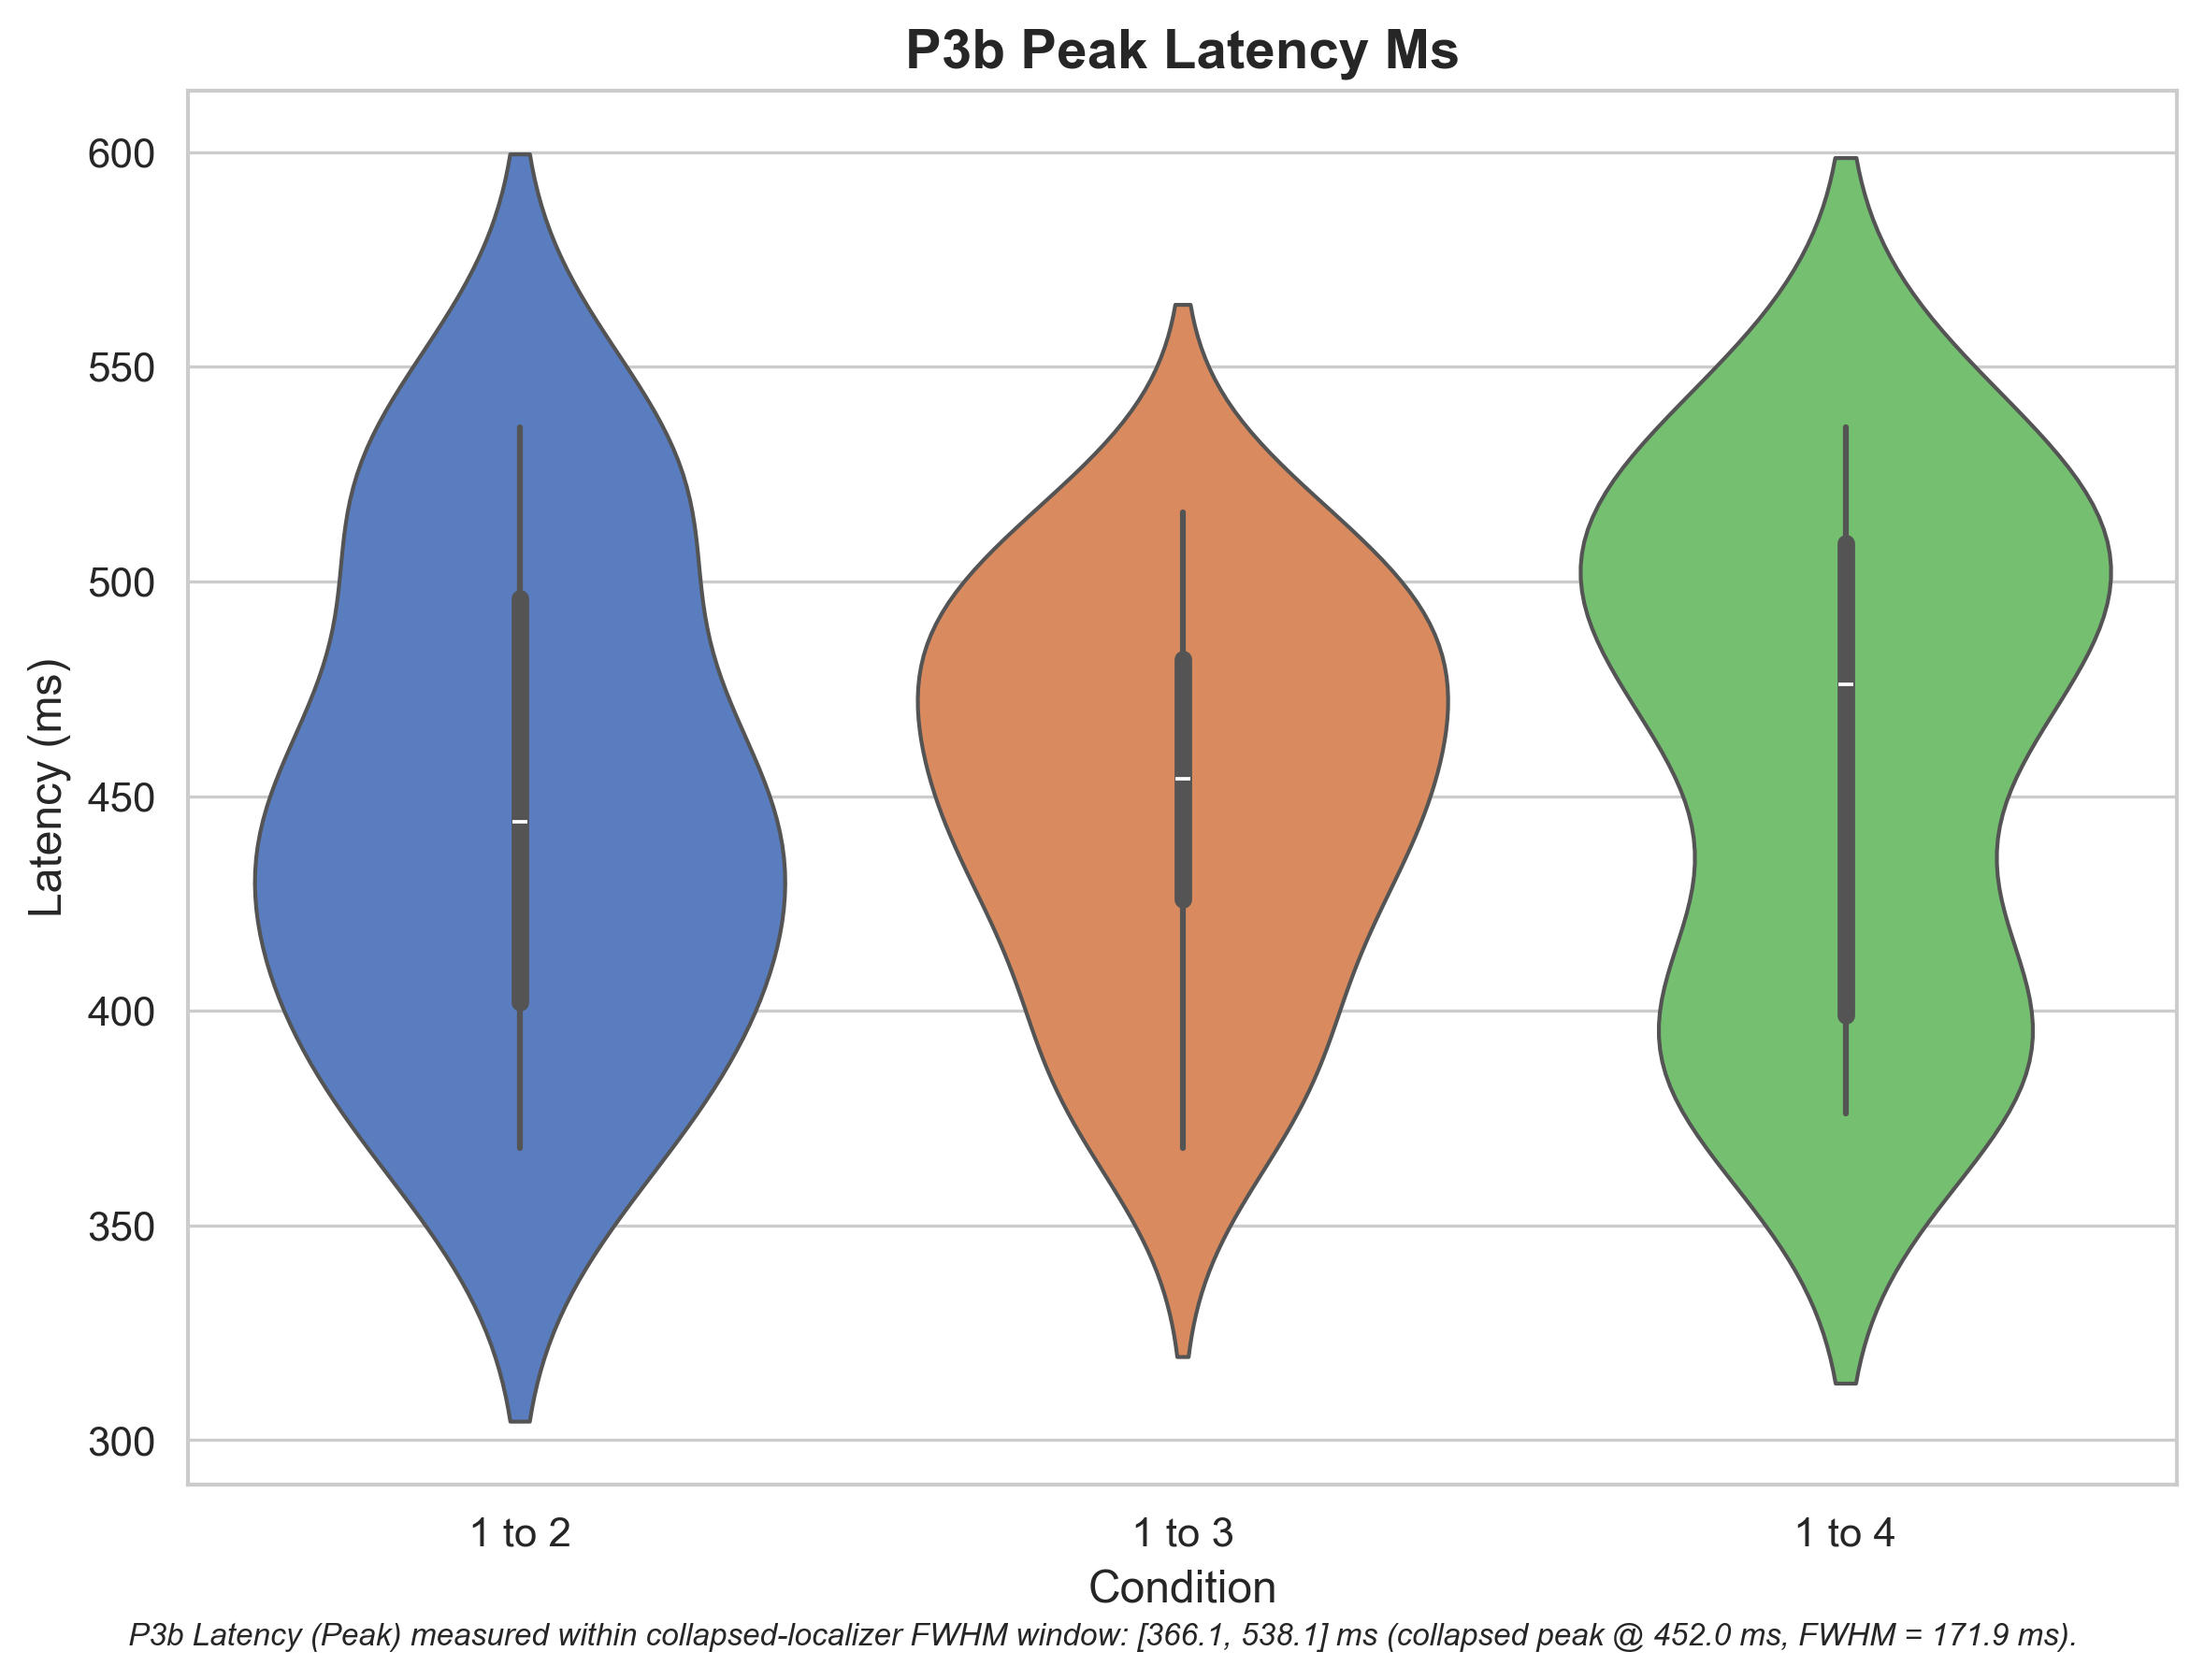 P3b Peak Latency Ms
600
550
500
450
400
350
300
Latency (ms)
1 to 2
1 to 3
1 to 4
Condition
P3b Latency (Peak) measured within collapsed-localizer FWHM window: [366.1, 538.1] ms (collapsed peak @ 452.0 ms, FWHM = 171.9 ms).